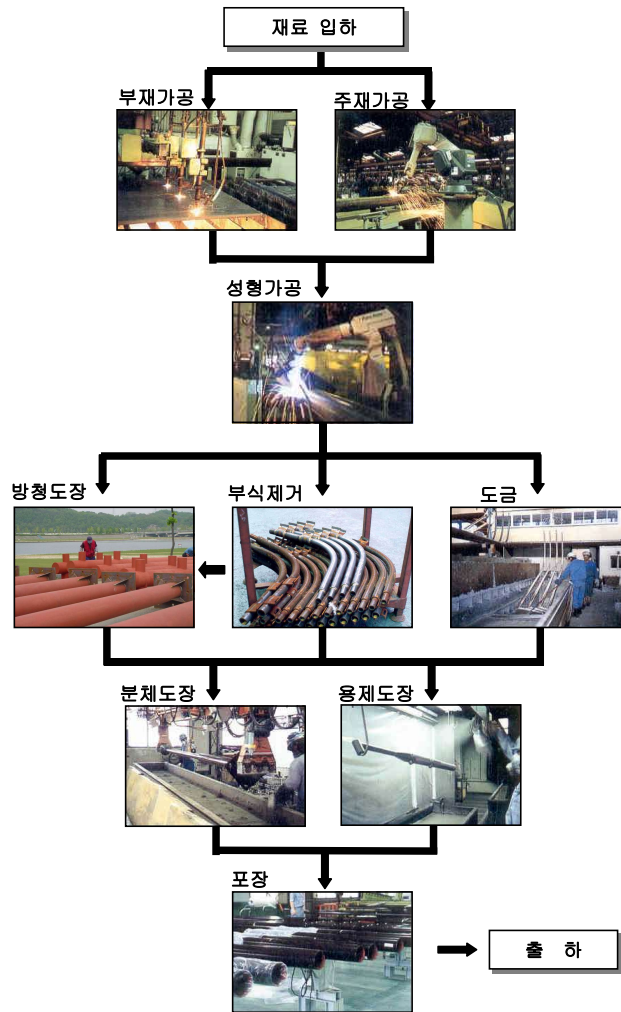 재료 입하
부재가공
주재가공
성형가공
방청도장
부식제거
도금
분체도장
용제도장
포장
출 하